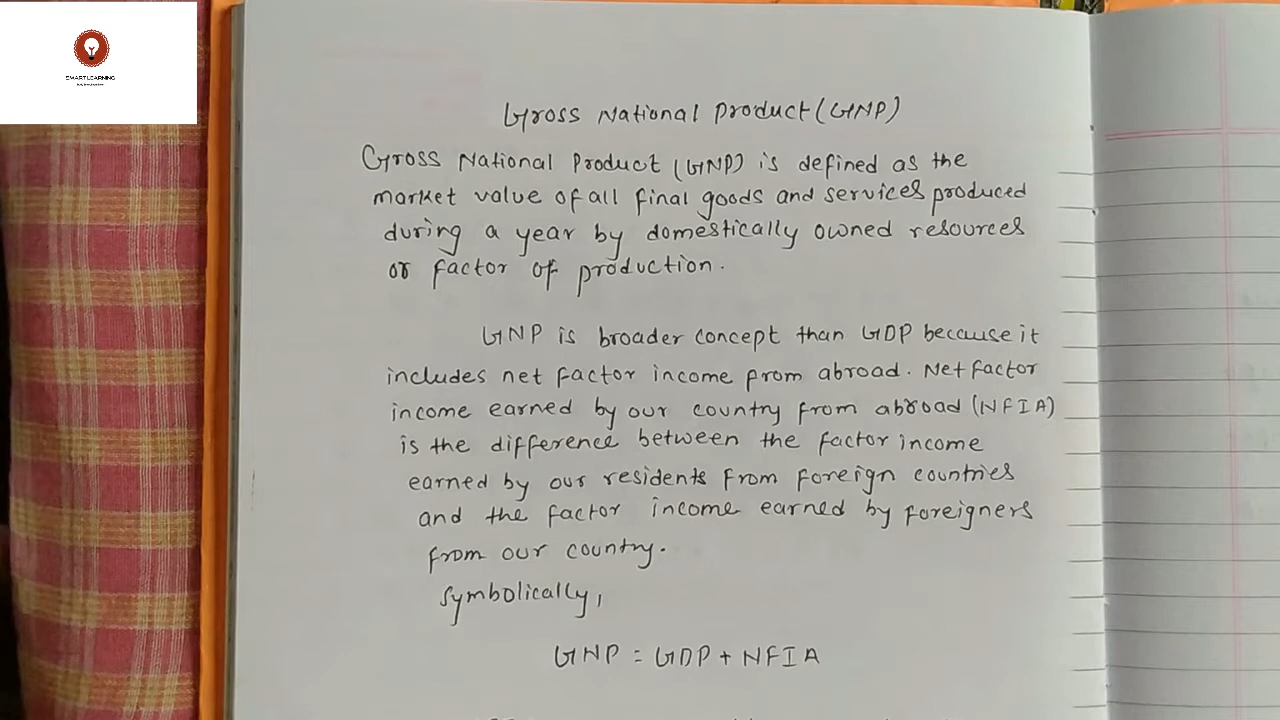 SMART LEARNING
Gross National Product (GNP)
Gross National Product (GNP) is defined as the
market value of all final goods and services produced
during a year by domestically owned resources
or factor of production.
GNP is broader concept than GDP because it
includes net factor income from abroad. Net factor
income earned by our country from abroad (NFIA)
is the difference between the factor income
earned by our residents from foreign countries
and the factor income earned by foreigners
from our country.
Symbolically,
GNP = GDP + NFIA